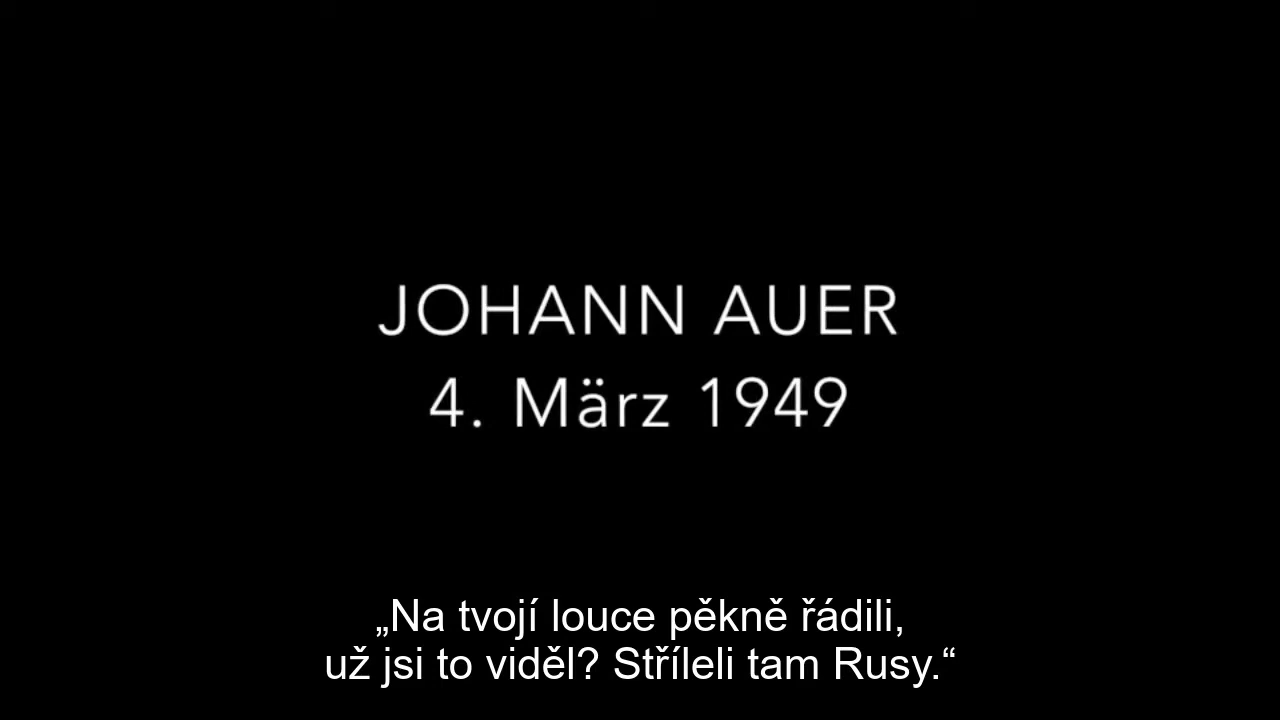 JOHANN AUER
4. März 1949
„Na tvojí louce pěkně řádili,
už jsi to viděl? Stříleli tam Rusy.“